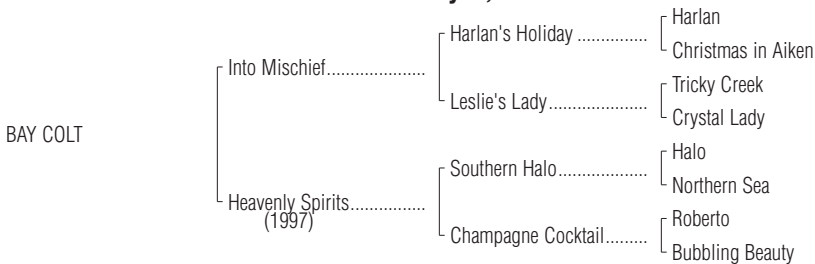 Harlan
Harlan's Holiday ...............
Christmas in Aiken
Into Mischief.....................
Tricky Creek
Leslie's Lady.....................
Crystal Lady
BAY COLT
Halo
Southern Halo...................
Northern Sea
Heavenly Spirits................
(1997)
Roberto
Champagne Cocktail.........
Bubbling Beauty